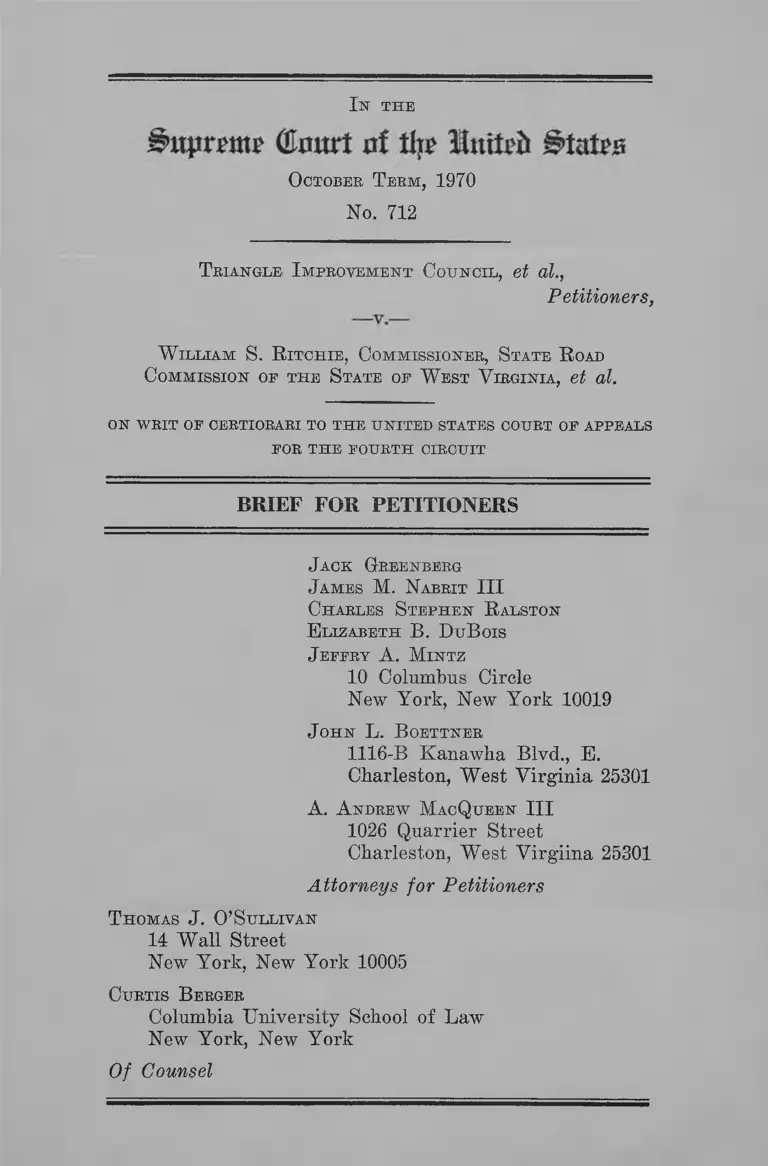 In the
Supreme Court of the United States
October Term, 1970
No. 712
Triangle Improvement Council, et al.,
Petitioners,
—v.—
William S. Ritchie, Commissioner, State Road
Commission of the State of West Virginia, et al.
ON WRIT OF CERTIORARI TO THE UNITED STATES COURT OF APPEALS
FOR THE FOURTH CIRCUIT
BRIEF FOR PETITIONERS
Jack Greenberg
James M. Nabrit III
Charles Stephen Ralston
Elizabeth B. DuBois
Jeffry A. Mintz
10 Columbus Circle
New York, New York 10019
John L. Boettner
1116-B Kanawha Blvd., E.
Charleston, West Virginia 25301
A. Andrew MacQueen III
1026 Quarrier Street
Charleston, West Virgiina 25301
Attorneys for Petitioners
Thomas J. O'Sullivan
14 Wall Street
New York, New York 10005
Curtis Berger
Columbia University School of Law
New York, New York
Of Counsel